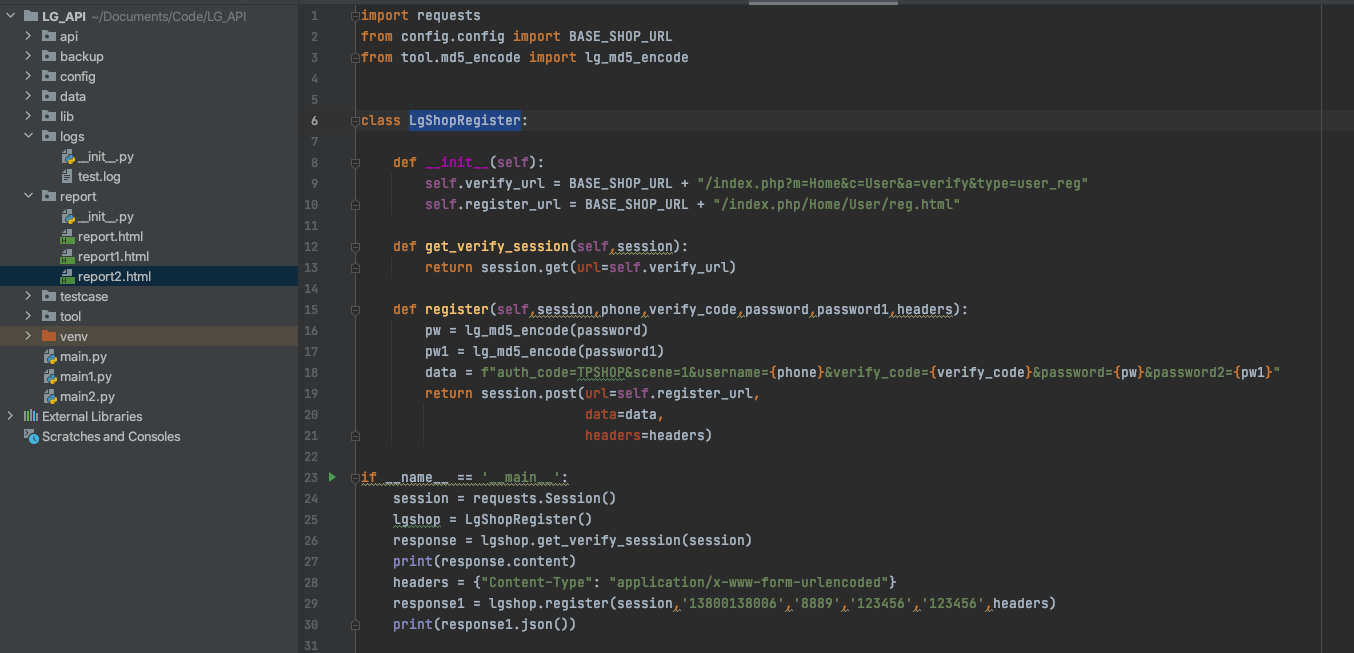 LG_API ~/Documents/Code/LG_API
api
backup
config
data
lib
logs
__init__.py
test.log
report
__init__.py
report.html
report1.html
report2.html
testcase
tool
venv
main.py
main1.py
main2.py
External Libraries
Scratches and Consoles
1 import requests
2 from config.config import BASE_SHOP_URL
3 from tool.md5_encode import lg_md5_encode
4
5
6 class LgShopRegister:
7
8     def __init__(self):
9         self.verify_url = BASE_SHOP_URL + "/index.php?m=Home&c=User&a=verify&type=user_reg"
10         self.register_url = BASE_SHOP_URL + "/index.php/Home/User/reg.html"
11
12     def get_verify_session(self,session):
13         return session.get(url=self.verify_url)
14
15     def register(self,session,phone,verify_code,password,password1,headers):
16         pw = lg_md5_encode(password)
17         pw1 = lg_md5_encode(password1)
18         data = f"auth_code=TPSHOP&scene=1&username={phone}&verify_code={verify_code}&password={pw}&password2={pw1}"
19         return session.post(url=self.register_url,
20                             data=data,
21                             headers=headers)
22
23 if __name__ == '__main__':
24     session = requests.Session()
25     lgshop = LgShopRegister()
26     response = lgshop.get_verify_session(session)
27     print(response.content)
28     headers = {"Content-Type": "application/x-www-form-urlencoded"}
29     response1 = lgshop.register(session,'13800138006','8889','123456','123456',headers)
30     print(response1.json())
31